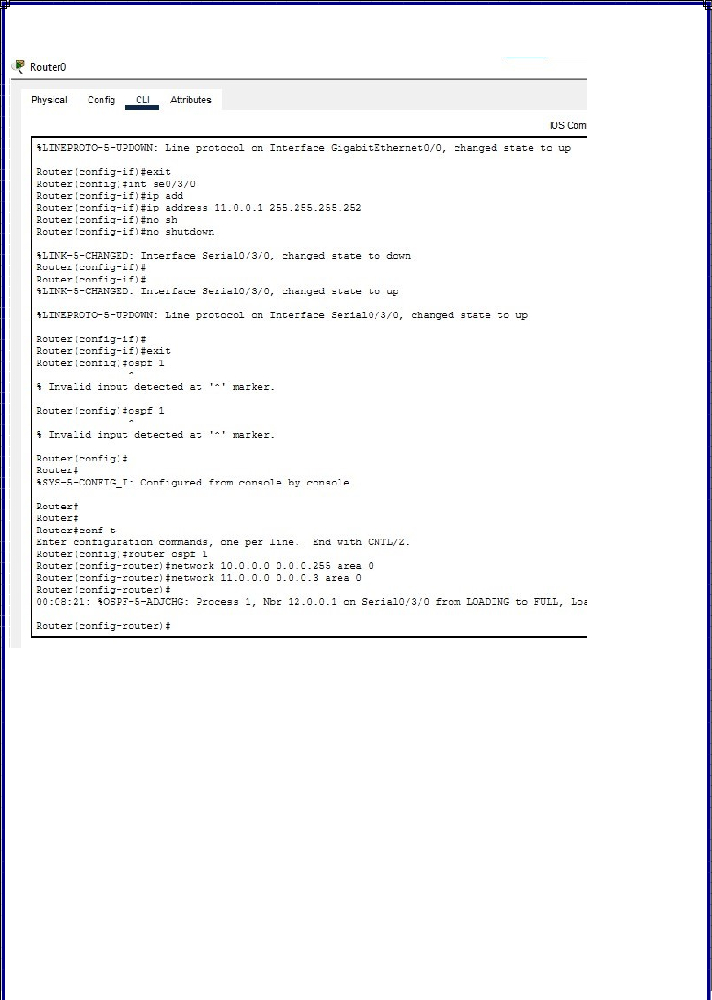 Router0
Physical Config CLI Attributes
IOS Com
%LINEPROTO-5-UPDOWN: Line protocol on Interface GigabitEthernet0/0, changed state to up
Router(config-if)#exit
Router(config)#int se0/3/0
Router(config-if)#ip add
Router(config-if)#ip address 11.0.0.1 255.255.255.252
Router(config-if)#no sh
Router(config-if)#no shutdown
%LINK-5-CHANGED: Interface Serial0/3/0, changed state to down
Router(config-if)#
Router(config-if)#
%LINK-5-CHANGED: Interface Serial0/3/0, changed state to up
%LINEPROTO-5-UPDOWN: Line protocol on Interface Serial0/3/0, changed state to up
Router(config-if)#
Router(config-if)#exit
Router(config)#ospf 1
^
% Invalid input detected at '^' marker.
Router(config)#ospf 1
^
% Invalid input detected at '^' marker.
Router(config)#
Router#
%SYS-5-CONFIG_I: Configured from console by console
Router#
Router#
Router#conf t
Enter configuration commands, one per line.  End with CNTL/Z.
Router(config)#router ospf 1
Router(config-router)#network 10.0.0.0 0.0.0.255 area 0
Router(config-router)#network 11.0.0.0 0.0.0.3 area 0
Router(config-router)#
00:08:21: %OSPF-5-ADJCHG: Process 1, Nbr 12.0.0.1 on Serial0/3/0 from LOADING to FULL, Loa
Router(config-router)#